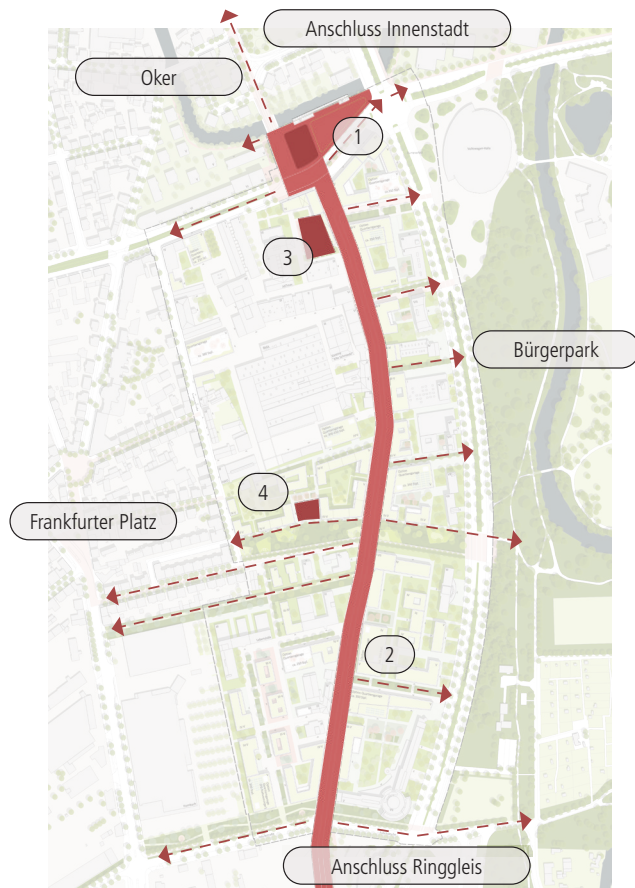 Anschluss Innenstadt
Oker
1
3
Bürgerpark
4
Frankfurter Platz
2
Anschluss Ringgleis